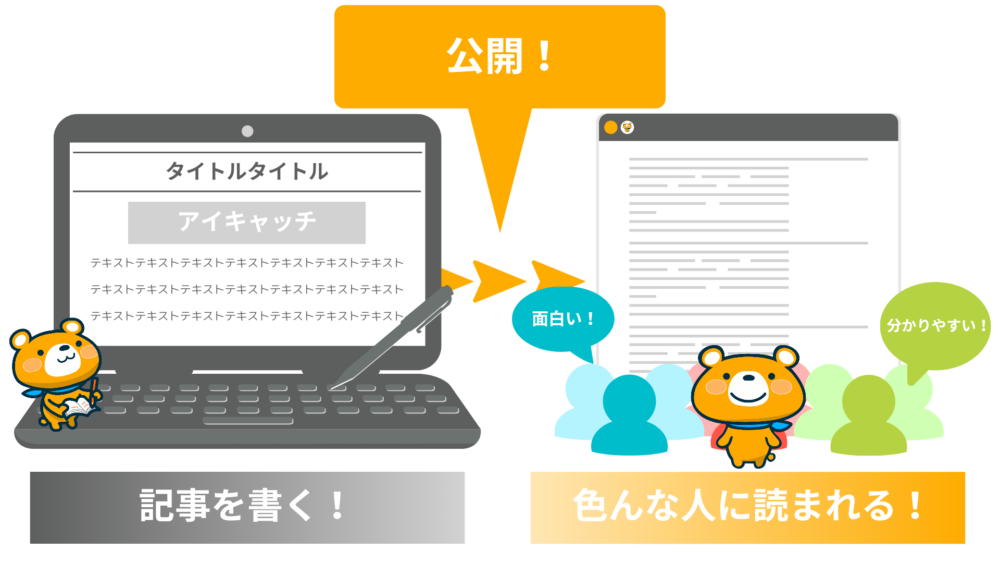 公開！
タイトルタイトル
アイキャッチ
テキストテキストテキストテキストテキストテキストテキスト
テキストテキストテキストテキストテキストテキストテキスト
テキストテキストテキストテキストテキストテキストテキスト
面白い！
分かりやすい！
記事を書く！
色んな人に読まれる！